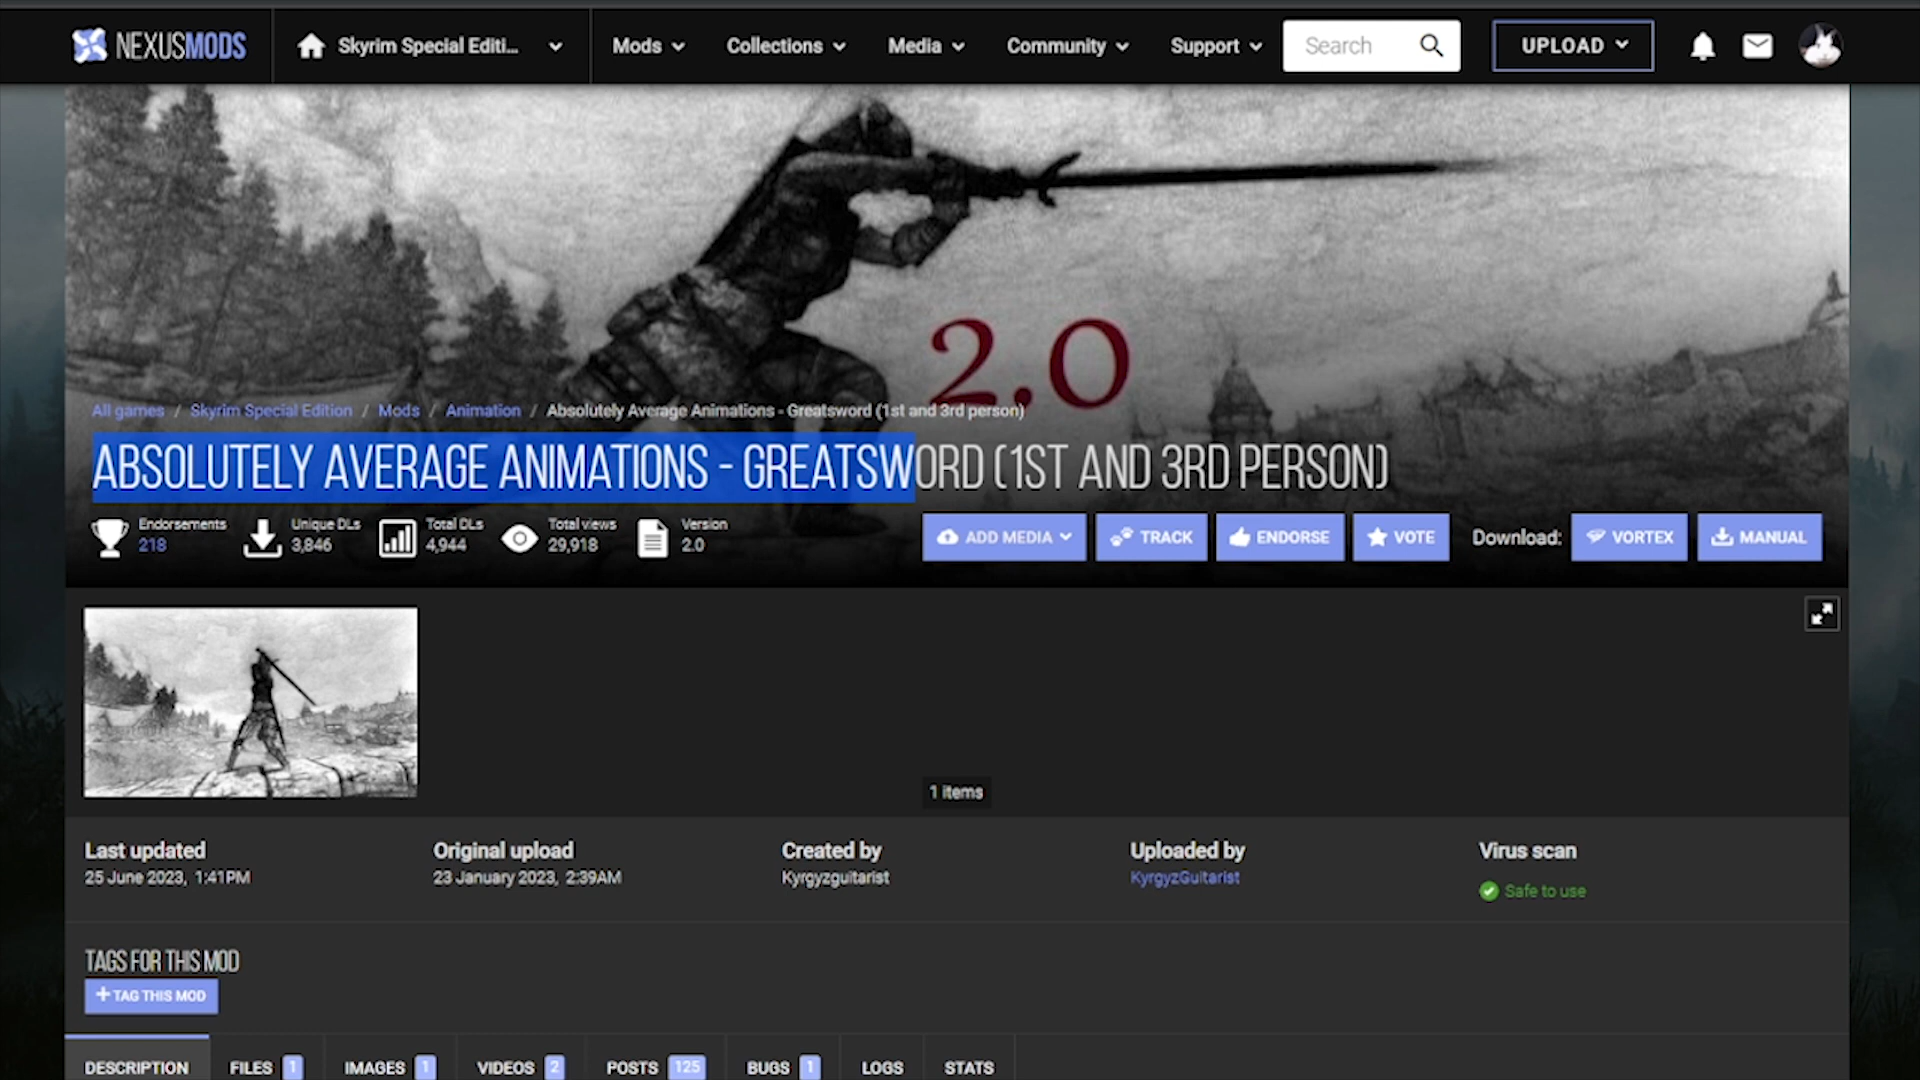 NEXUSMODS
Skyrim Special Editi...
Mods
Collections
Media
Community
Support
Search
UPLOAD
2.0
All games / Skyrim Special Edition / Mods / Animation / Absolutely Average Animations - Greatsword (1st and 3rd person)
ABSOLUTELY AVERAGE ANIMATIONS - GREATSWORD (1ST AND 3RD PERSON)
Endorsements
218
Unique DLs
3,846
Total DLs
4,944
Total views
29,918
Version
2.0
ADD MEDIA
TRACK
ENDORSE
VOTE
Download:
VORTEX
MANUAL
1 items
Last updated
25 June 2023, 1:41PM
Original upload
23 January 2023, 2:39AM
Created by
Kyrgyzguitarist
Uploaded by
KyrgyzGuitarist
Virus scan
Safe to use
TAGS FOR THIS MOD
+ TAG THIS MOD
DESCRIPTION
FILES 1
IMAGES 1
VIDEOS 2
POSTS 125
BUGS 1
LOGS
STATS